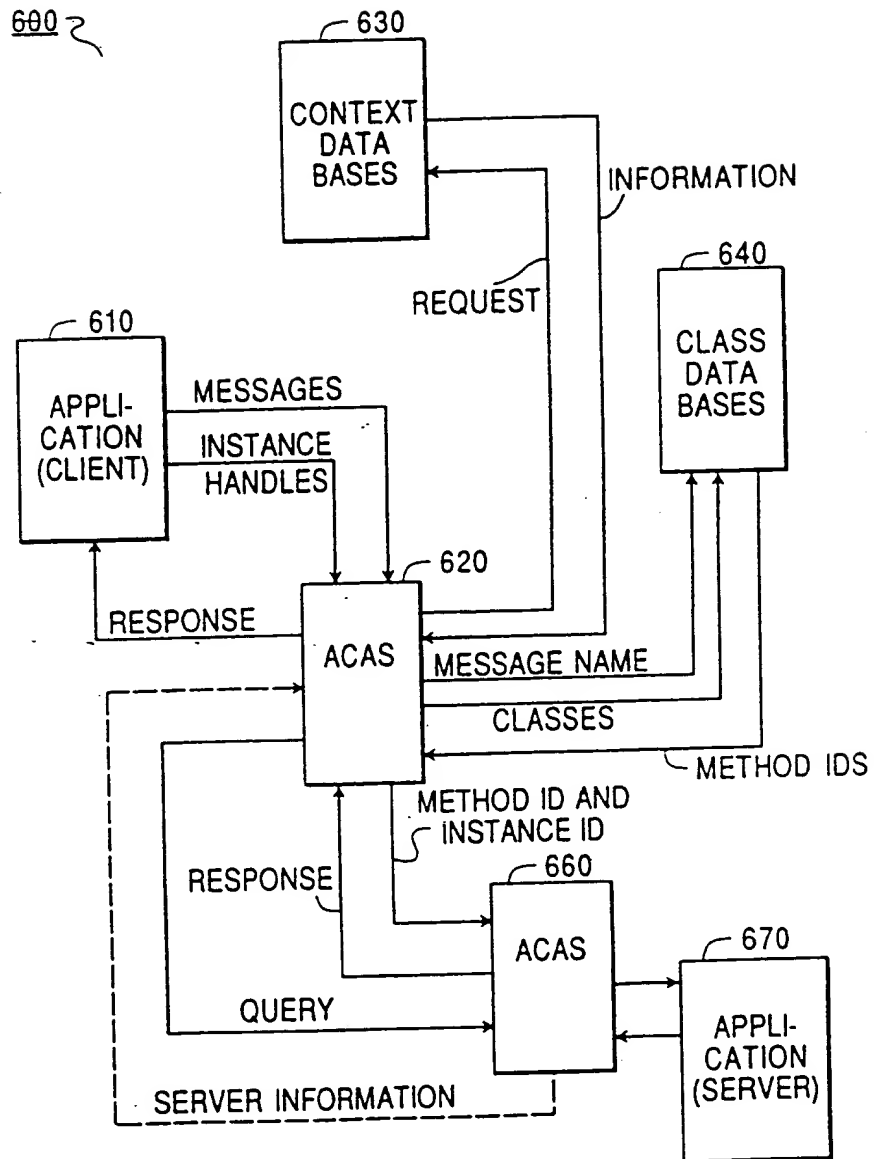 600
630
CONTEXT
DATA
BASES
INFORMATION
REQUEST
640
CLASS
DATA
BASES
610
APPLI-
CATION
(CLIENT)
MESSAGES
INSTANCE
HANDLES
RESPONSE
620
ACAS
MESSAGE NAME
CLASSES
METHOD IDS
METHOD ID AND
INSTANCE ID
RESPONSE
660
ACAS
QUERY
670
APPLI-
CATION
(SERVER)
SERVER INFORMATION